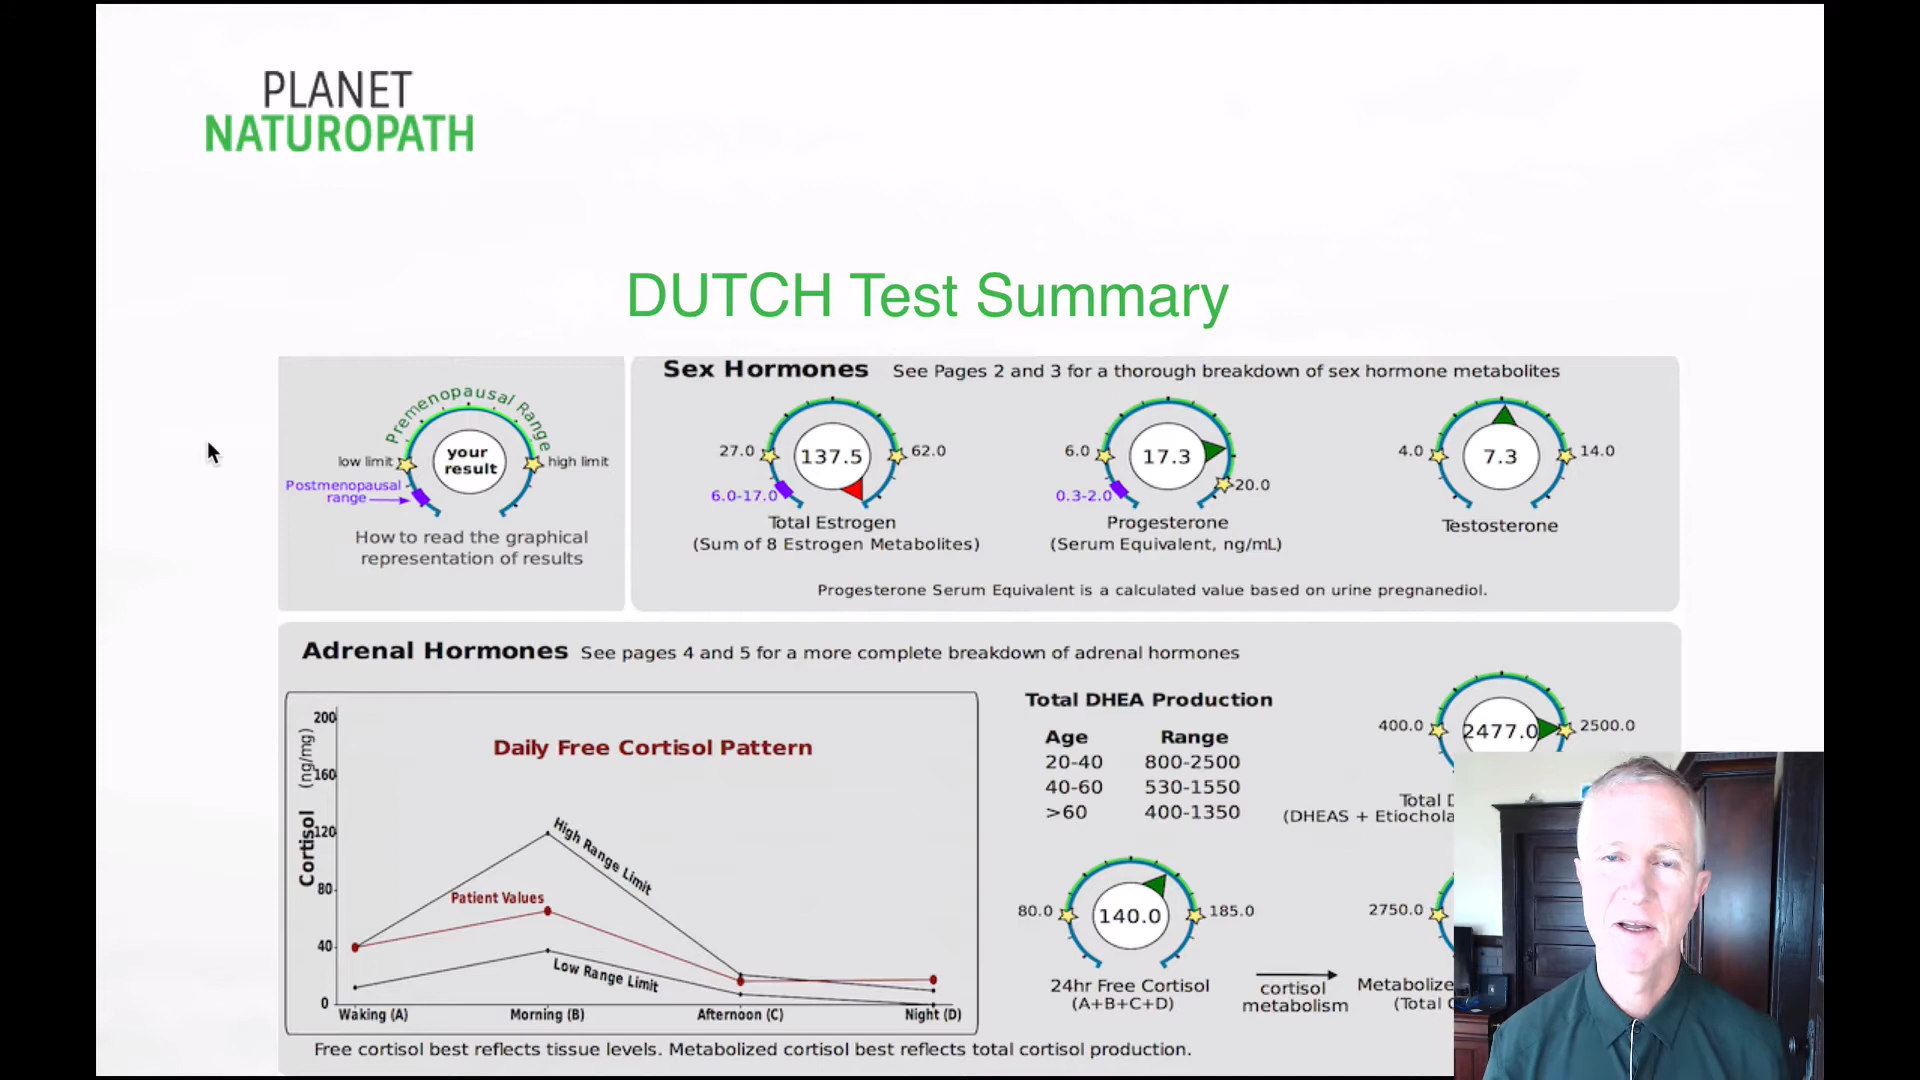 PLANET
NATUROPATH
DUTCH Test Summary
Premenopausal Range
your
result
low limit
high limit
Postmenopausal
range
How to read the graphical
representation of results
Sex Hormones See Pages 2 and 3 for a thorough breakdown of sex hormone metabolites
27.0
137.5
62.0
6.0-17.0
Total Estrogen
(Sum of 8 Estrogen Metabolites)
6.0
17.3
20.0
0.3-2.0
Progesterone
(Serum Equivalent, ng/mL)
4.0
7.3
14.0
Testosterone
Progesterone Serum Equivalent is a calculated value based on urine pregnanediol.
Adrenal Hormones See pages 4 and 5 for a more complete breakdown of adrenal hormones
Daily Free Cortisol Pattern
Cortisol (ng/mg)
200
160
120
80
40
0
High Range Limit
Patient Values
Low Range Limit
Waking (A)
Morning (B)
Afternoon (C)
Night (D)
Total DHEA Production
Age Range
20-40 800-2500
40-60 530-1550
>60 400-1350
400.0
2477.0
2500.0
Total D
(DHEAS + Etiochola
80.0
140.0
185.0
24hr Free Cortisol
(A+B+C+D)
cortisol
metabolism
2750.0
Metabolize
(Total C
Free cortisol best reflects tissue levels. Metabolized cortisol best reflects total cortisol production.